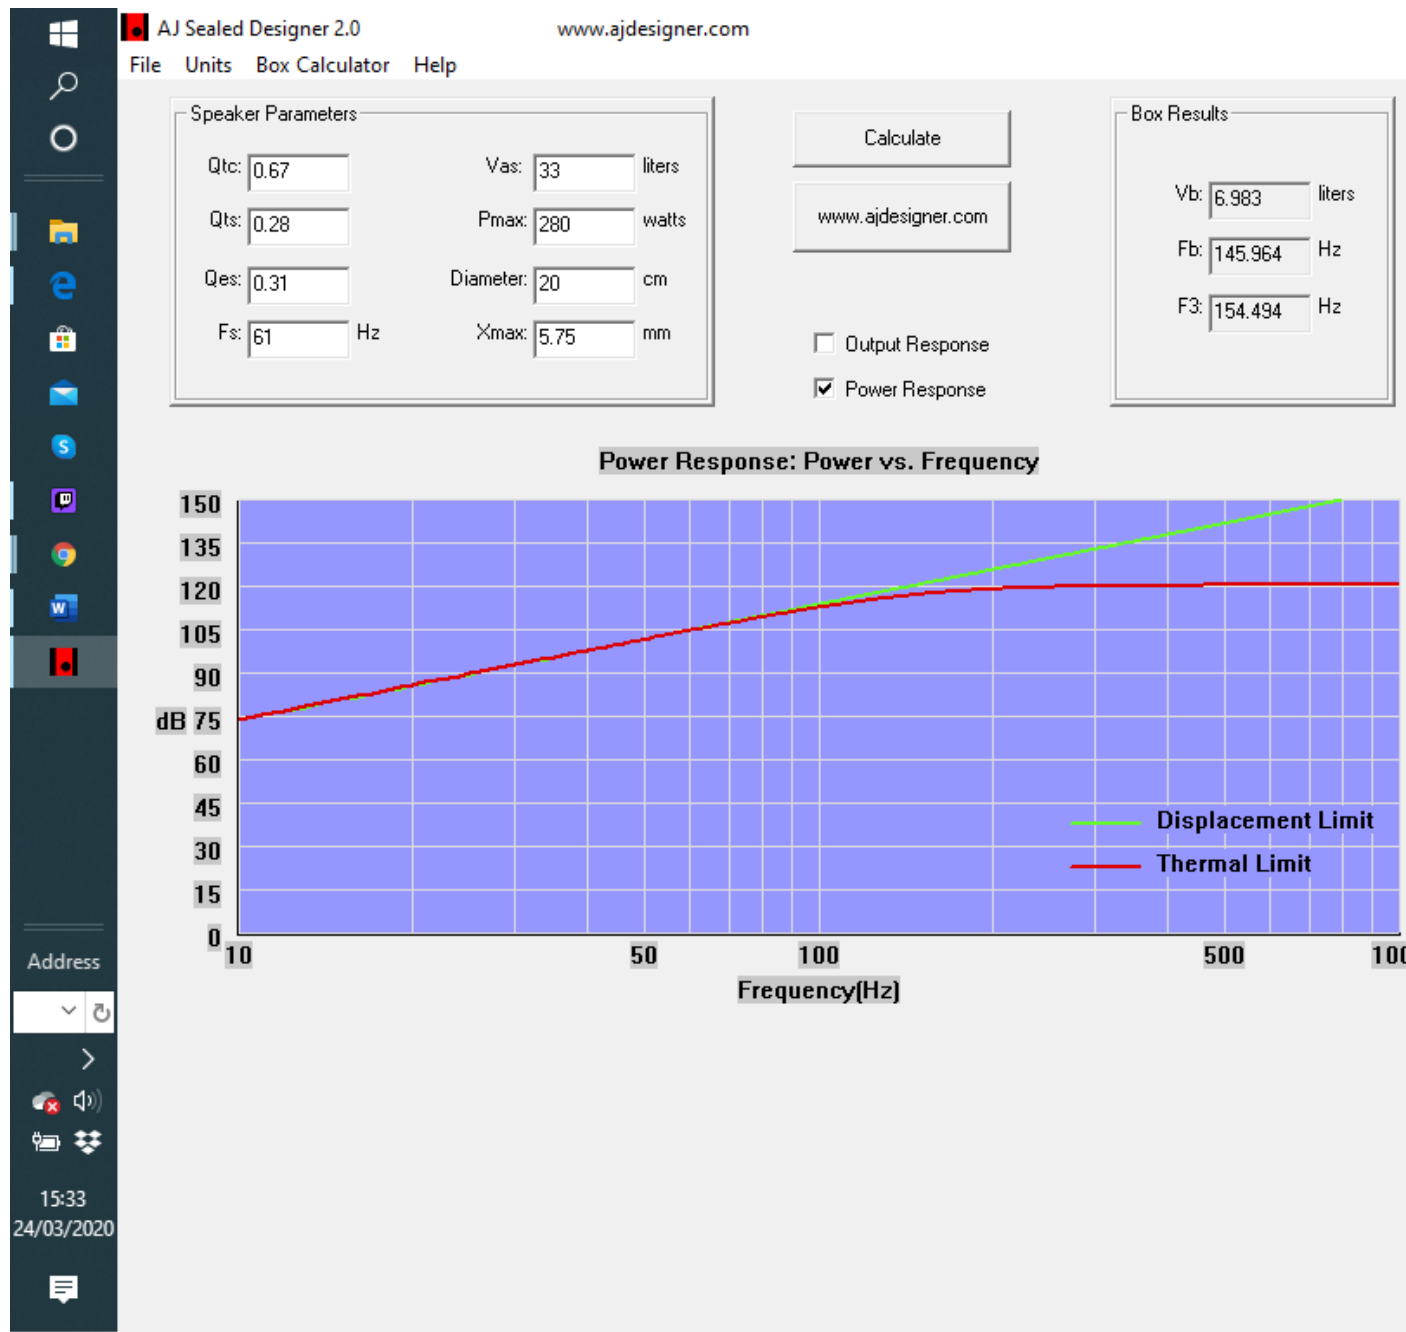 AJ Sealed Designer 2.0 www.ajdesigner.com
File Units Box Calculator Help
Speaker Parameters
Qtc: 0.67 Vas: 33 liters
Qts: 0.28 Pmax: 280 watts
Qes: 0.31 Diameter: 20 cm
Fs: 61 Hz Xmax: 5.75 mm
Calculate
www.ajdesigner.com
Output Response
Power Response
Box Results
Vb: 6.983 liters
Fb: 145.964 Hz
F3: 154.494 Hz
Power Response: Power vs. Frequency
150
135
120
105
90
dB 75
60
45
30
15
0
Displacement Limit
Thermal Limit
10 50 100 500 100
Frequency(Hz)
Address
15:33
24/03/2020